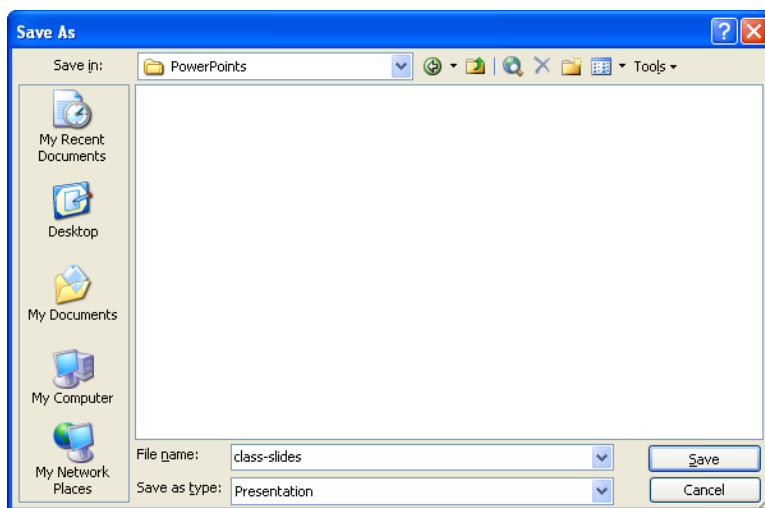 Save As
Save in:
PowerPoints
Tools
My Recent
Documents
Desktop
My Documents
My Computer
My Network
Places
File name:
class-slides
Save
Save as type:
Presentation
Cancel